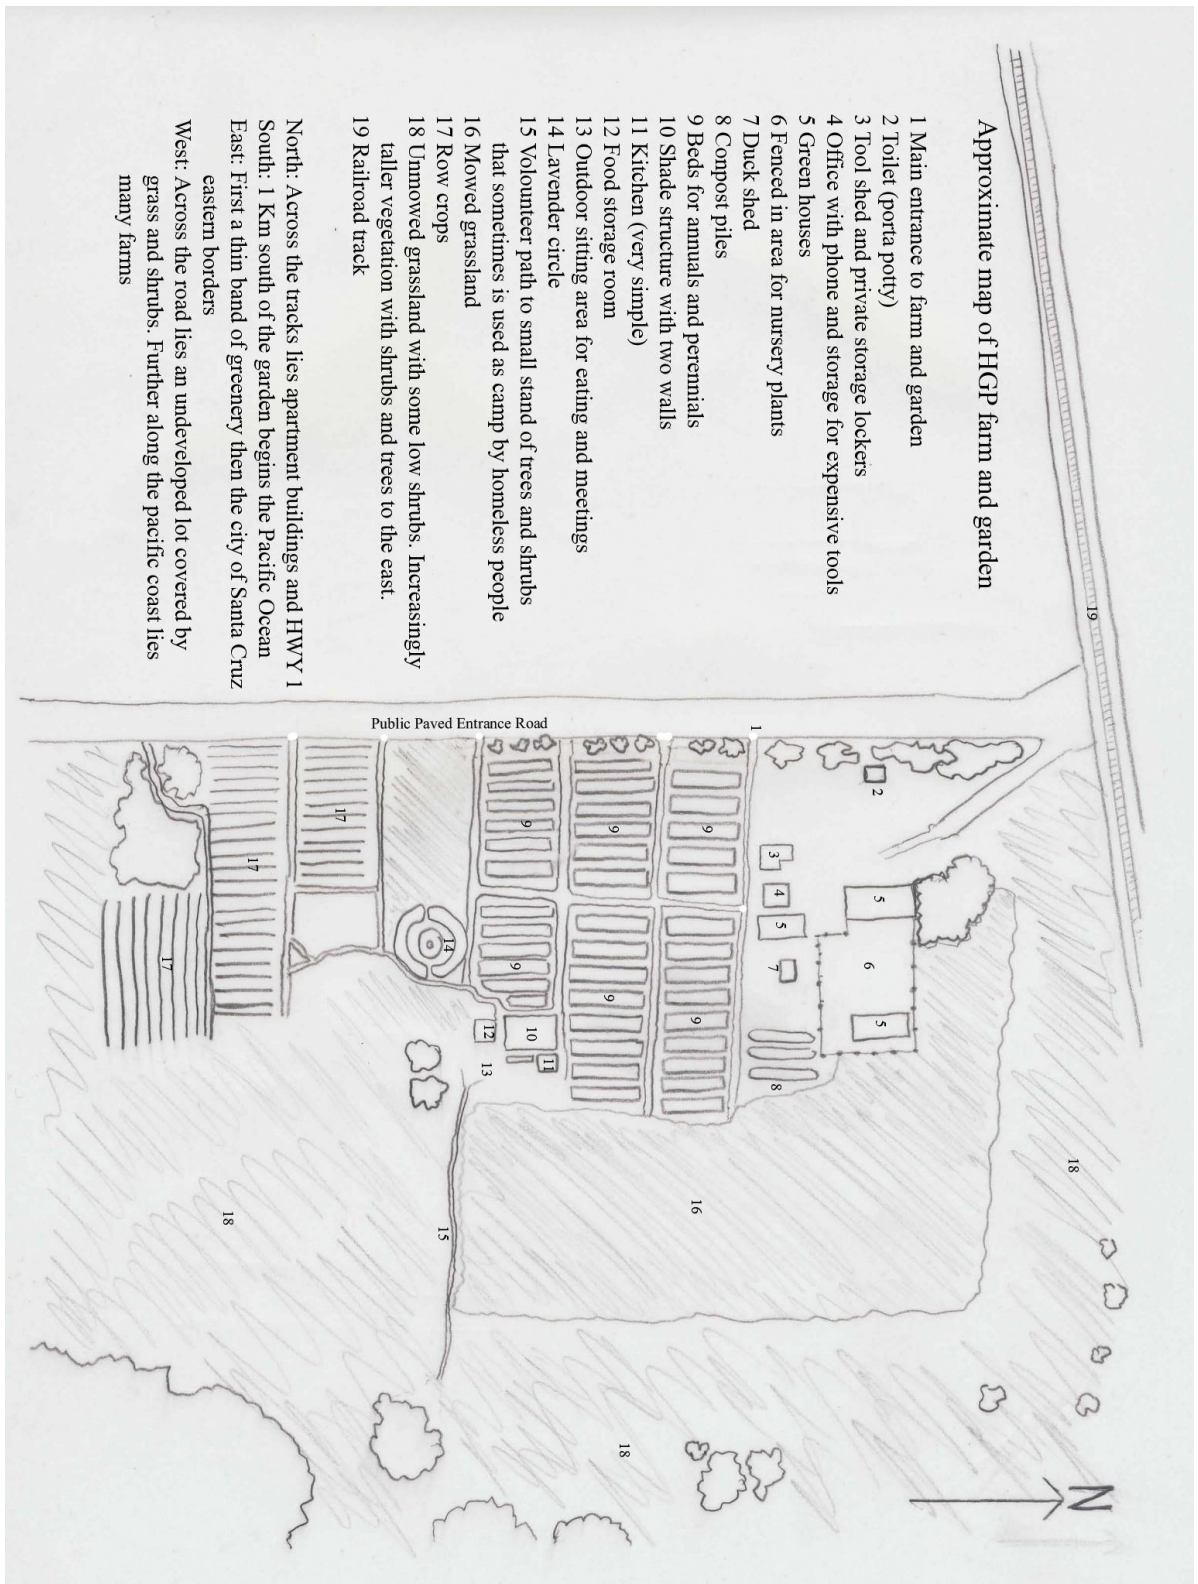 Approximate map of HGP farm and garden
1 Main entrance to farm and garden
2 Toilet (porta potty)
3 Tool shed and private storage lockers
4 Office with phone and storage for expensive tools
5 Green houses
6 Fenced in area for nursery plants
7 Duck shed
8 Conpost piles
9 Beds for annuals and perennials
10 Shade structure with two walls
11 Kitchen (very simple)
12 Food storage room
13 Outdoor sitting area for eating and meetings
14 Lavender circle
15 Volounteer path to small stand of trees and shrubs
that sometimes is used as camp by homeless people
16 Mowed grassland
17 Row crops
18 Unmowed grassland with some low shrubs. Increasingly
taller vegetation with shrubs and trees to the east.
19 Railroad track
North: Across the tracks lies apartment buildings and HWY 1
South: 1 Km south of the garden begins the Pacific Ocean
East: First a thin band of greenery then the city of Santa Cruz
eastern borders
West: Across the road lies an undeveloped lot covered by
grass and shrubs. Further along the pacific coast lies
many farms
19
Public Paved Entrance Road
1
2
3
4
5
5
6
5
7
8
9
9
9
9
9
9
10
11
12
13
14
15
16
17
17
17
18
18
18
N